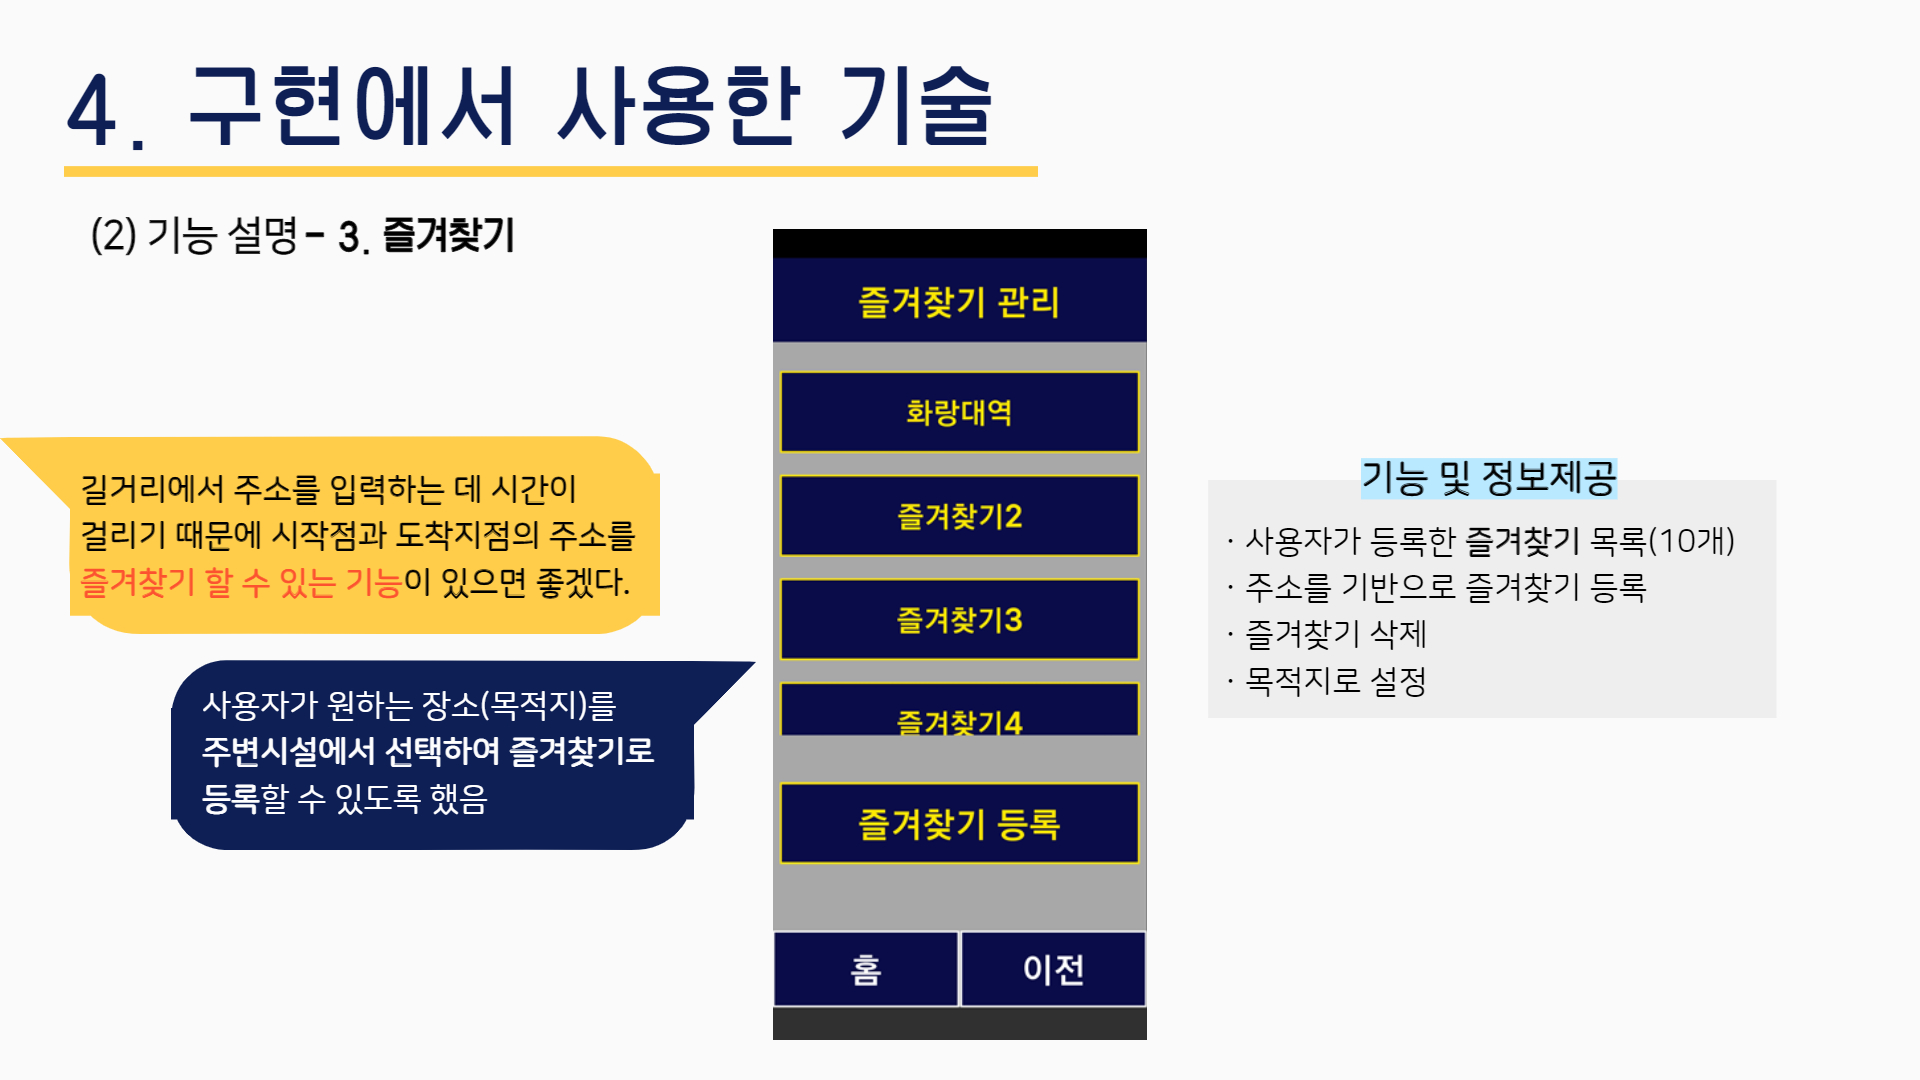 4. 구현에서 사용한 기술
(2) 기능 설명 - 3. 즐겨찾기
길거리에서 주소를 입력하는 데 시간이
걸리기 때문에 시작점과 도착지점의 주소를
즐겨찾기 할 수 있는 기능이 있으면 좋겠다.
사용자가 원하는 장소(목적지)를
주변시설에서 선택하여 즐겨찾기로
등록할 수 있도록 했음
즐겨찾기 관리
화랑대역
즐겨찾기2
즐겨찾기3
즐겨찾기4
즐겨찾기 등록
홈
이전
기능 및 정보제공
· 사용자가 등록한 즐겨찾기 목록(10개)
· 주소를 기반으로 즐겨찾기 등록
· 즐겨찾기 삭제
· 목적지로 설정